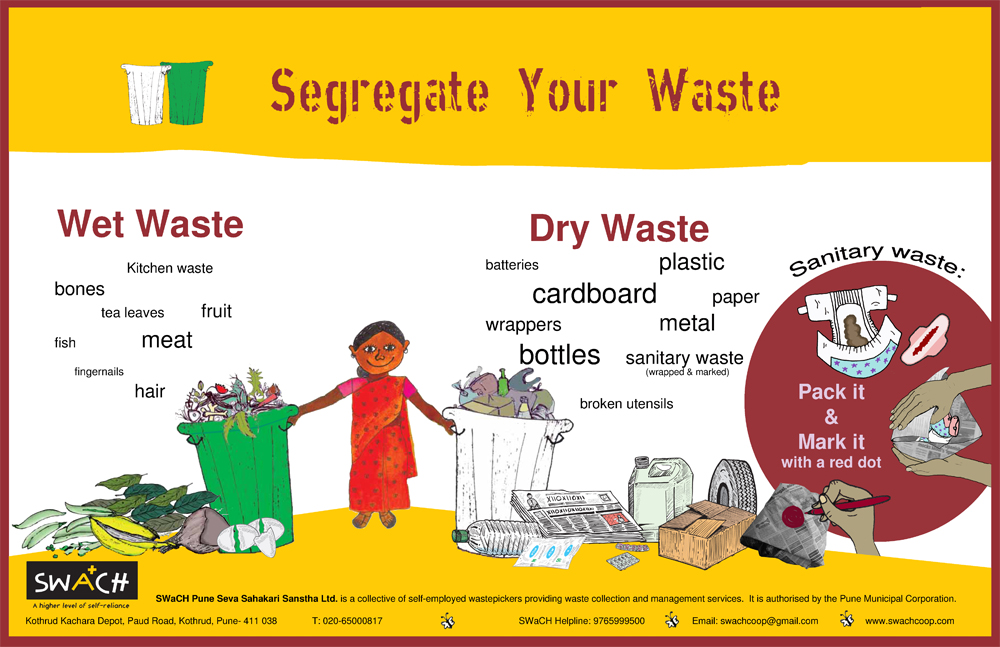 Segregate Your Waste
Wet Waste
Kitchen waste
bones
tea leaves
fruit
fish
meat
fingernails
hair
Dry Waste
batteries
plastic
cardboard
paper
wrappers
metal
bottles
sanitary waste
(wrapped & marked)
broken utensils
Sanitary waste:
Pack it
&
Mark it
with a red dot
SWACH
A higher level of self-reliance
SWaCH Pune Seva Sahakari Sanstha Ltd. is a collective of self-employed wastepickers providing waste collection and management services. It is authorised by the Pune Municipal Corporation.
Kothrud Kachara Depot, Paud Road, Kothrud, Pune- 411 038 T: 020-65000817 SWaCH Helpline: 9765999500 Email: swachcoop@gmail.com www.swachcoop.com